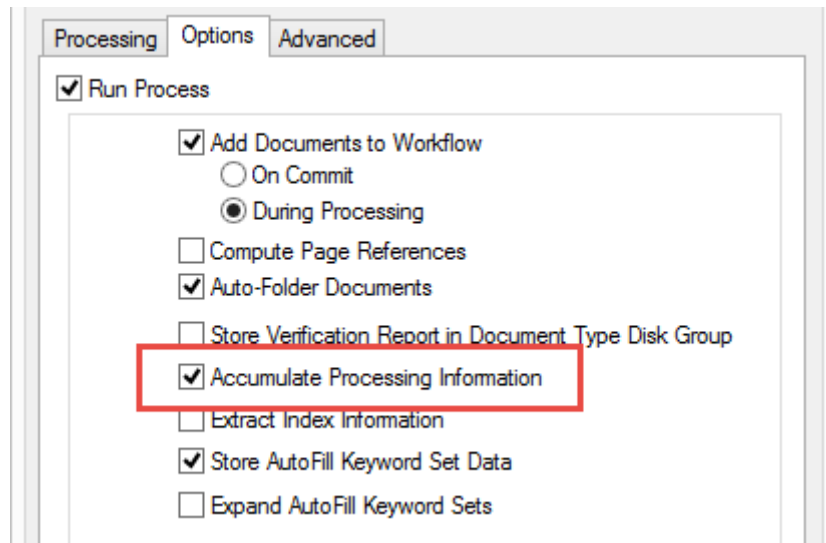 Processing Options Advanced
Run Process
Add Documents to Workflow
On Commit
During Processing
Compute Page References
Auto-Folder Documents
Store Verification Report in Document Type Disk Group
Accumulate Processing Information
Extract Index Information
Store AutoFill Keyword Set Data
Expand AutoFill Keyword Sets